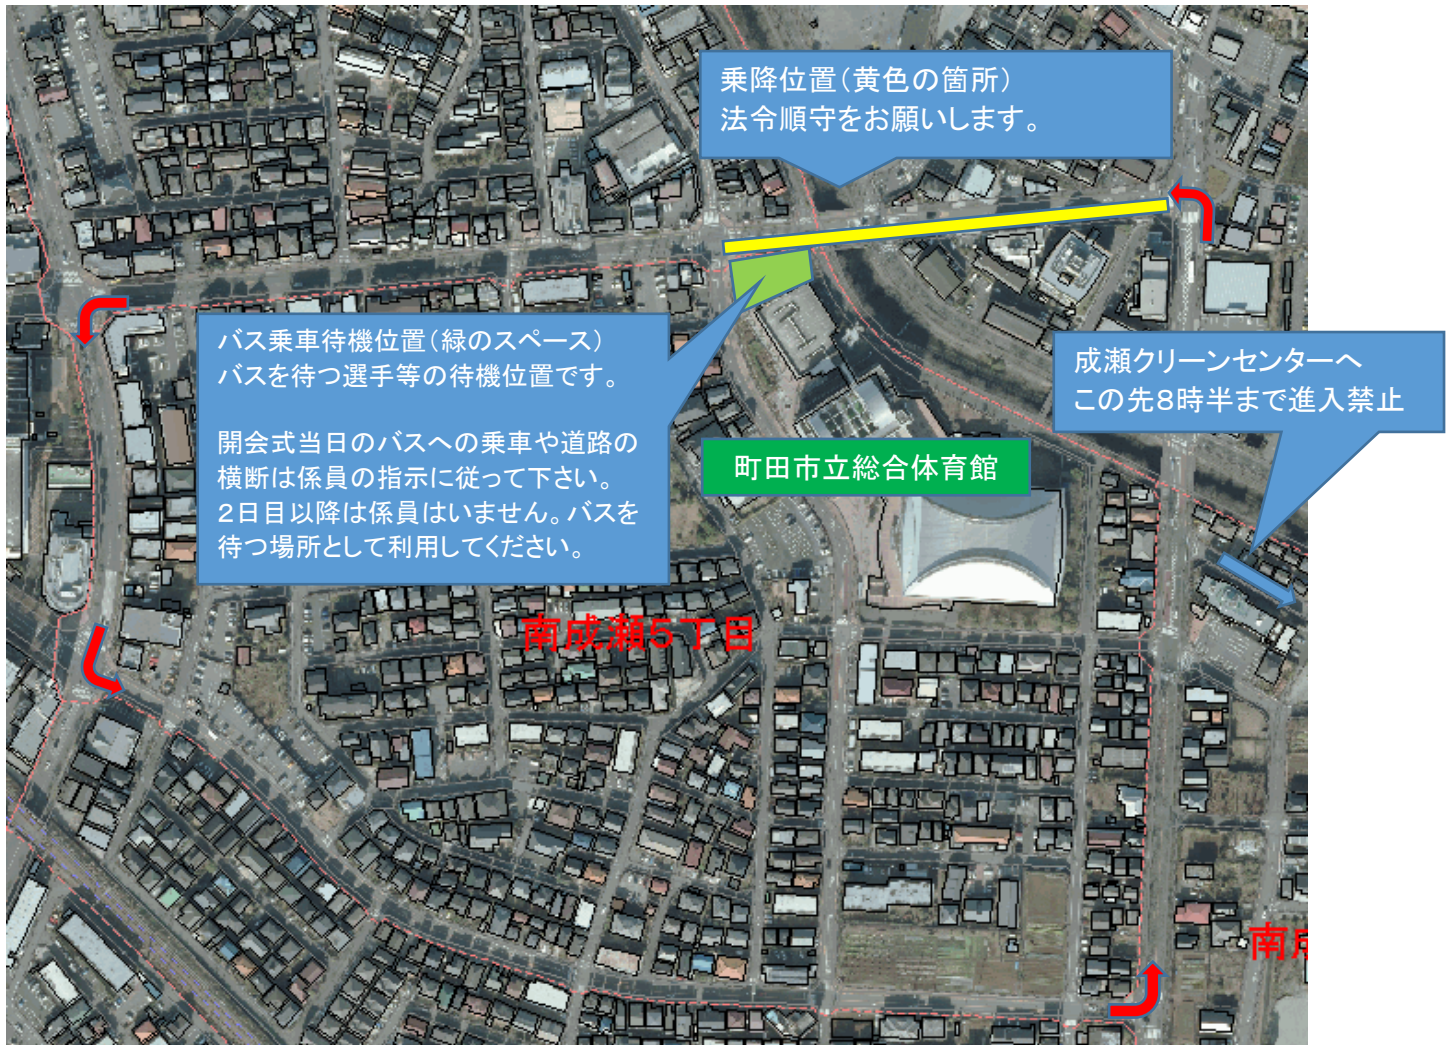 乗降位置（黄色の箇所）
法令順守をお願いします。
バス乗車待機位置（緑のスペース）
バスを待つ選手等の待機位置です。
開会式当日のバスへの乗車や道路の
横断は係員の指示に従って下さい。
２日目以降は係員はいません。バスを
待つ場所として利用してください。
成瀬クリーンセンターへ
この先８時半まで進入禁止
町田市立総合体育館
南成瀬５丁目
南成